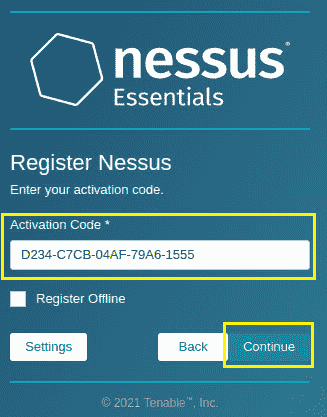 nessus®
Essentials
Register Nessus
Enter your activation code.
Activation Code *
D234-C7CB-04AF-79A6-1555
Register Offline
Settings
Back
Continue
© 2021 Tenable™, Inc.